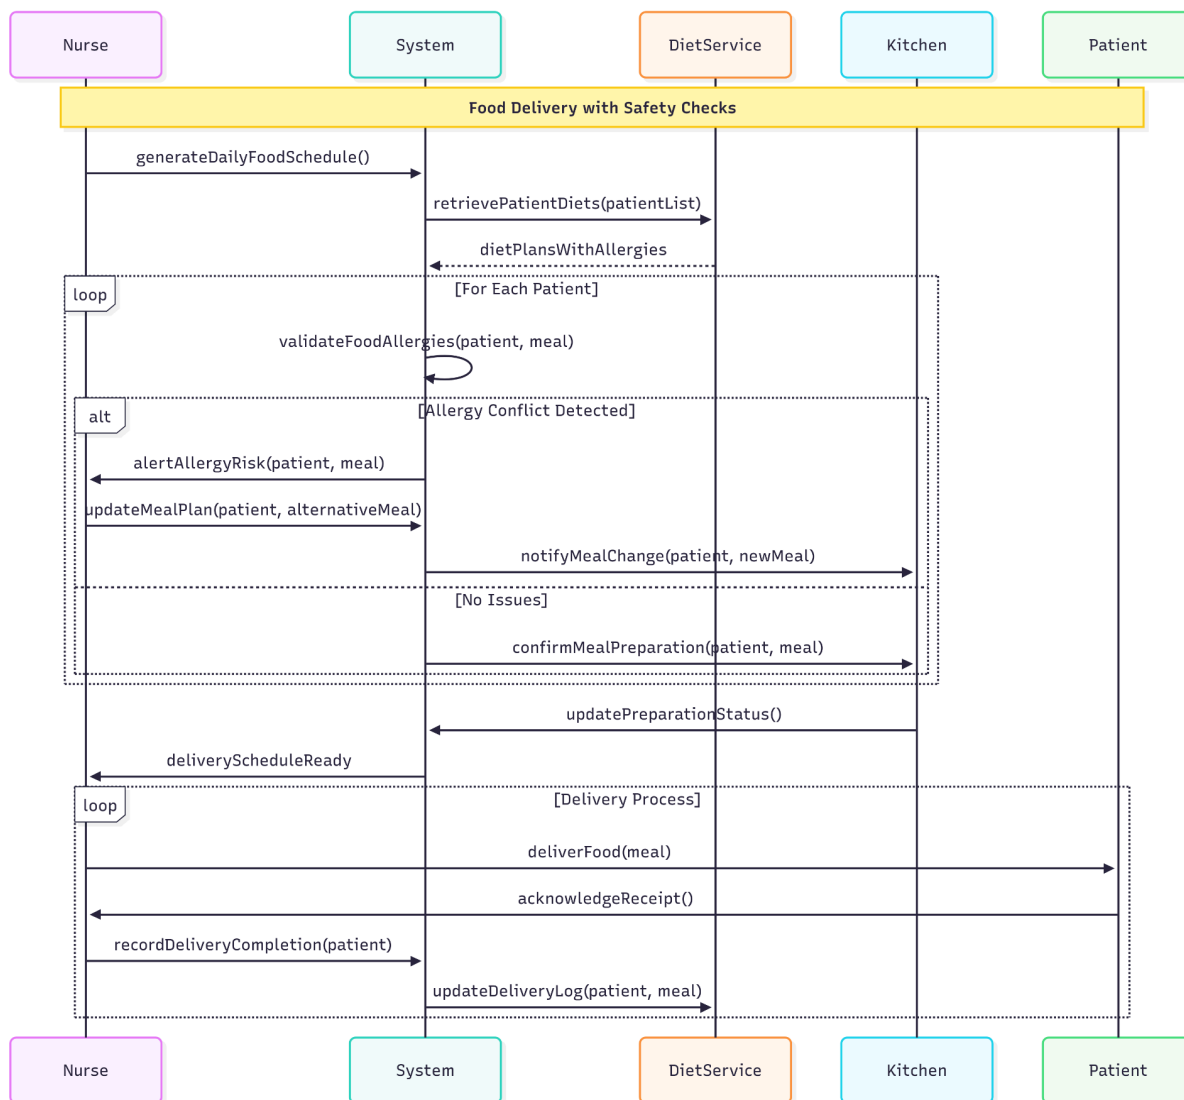 Nurse
System
DietService
Kitchen
Patient
Food Delivery with Safety Checks
generateDailyFoodSchedule()
retrievePatientDiets(patientList)
dietPlansWithAllergies
loop
[For Each Patient]
validateFoodAllergies(patient, meal)
alt
[Allergy Conflict Detected]
alertAllergyRisk(patient, meal)
updateMealPlan(patient, alternativeMeal)
notifyMealChange(patient, newMeal)
[No Issues]
confirmMealPreparation(patient, meal)
updatePreparationStatus()
deliveryScheduleReady
loop
[Delivery Process]
deliverFood(meal)
acknowledgeReceipt()
recordDeliveryCompletion(patient)
updateDeliveryLog(patient, meal)
Nurse
System
DietService
Kitchen
Patient